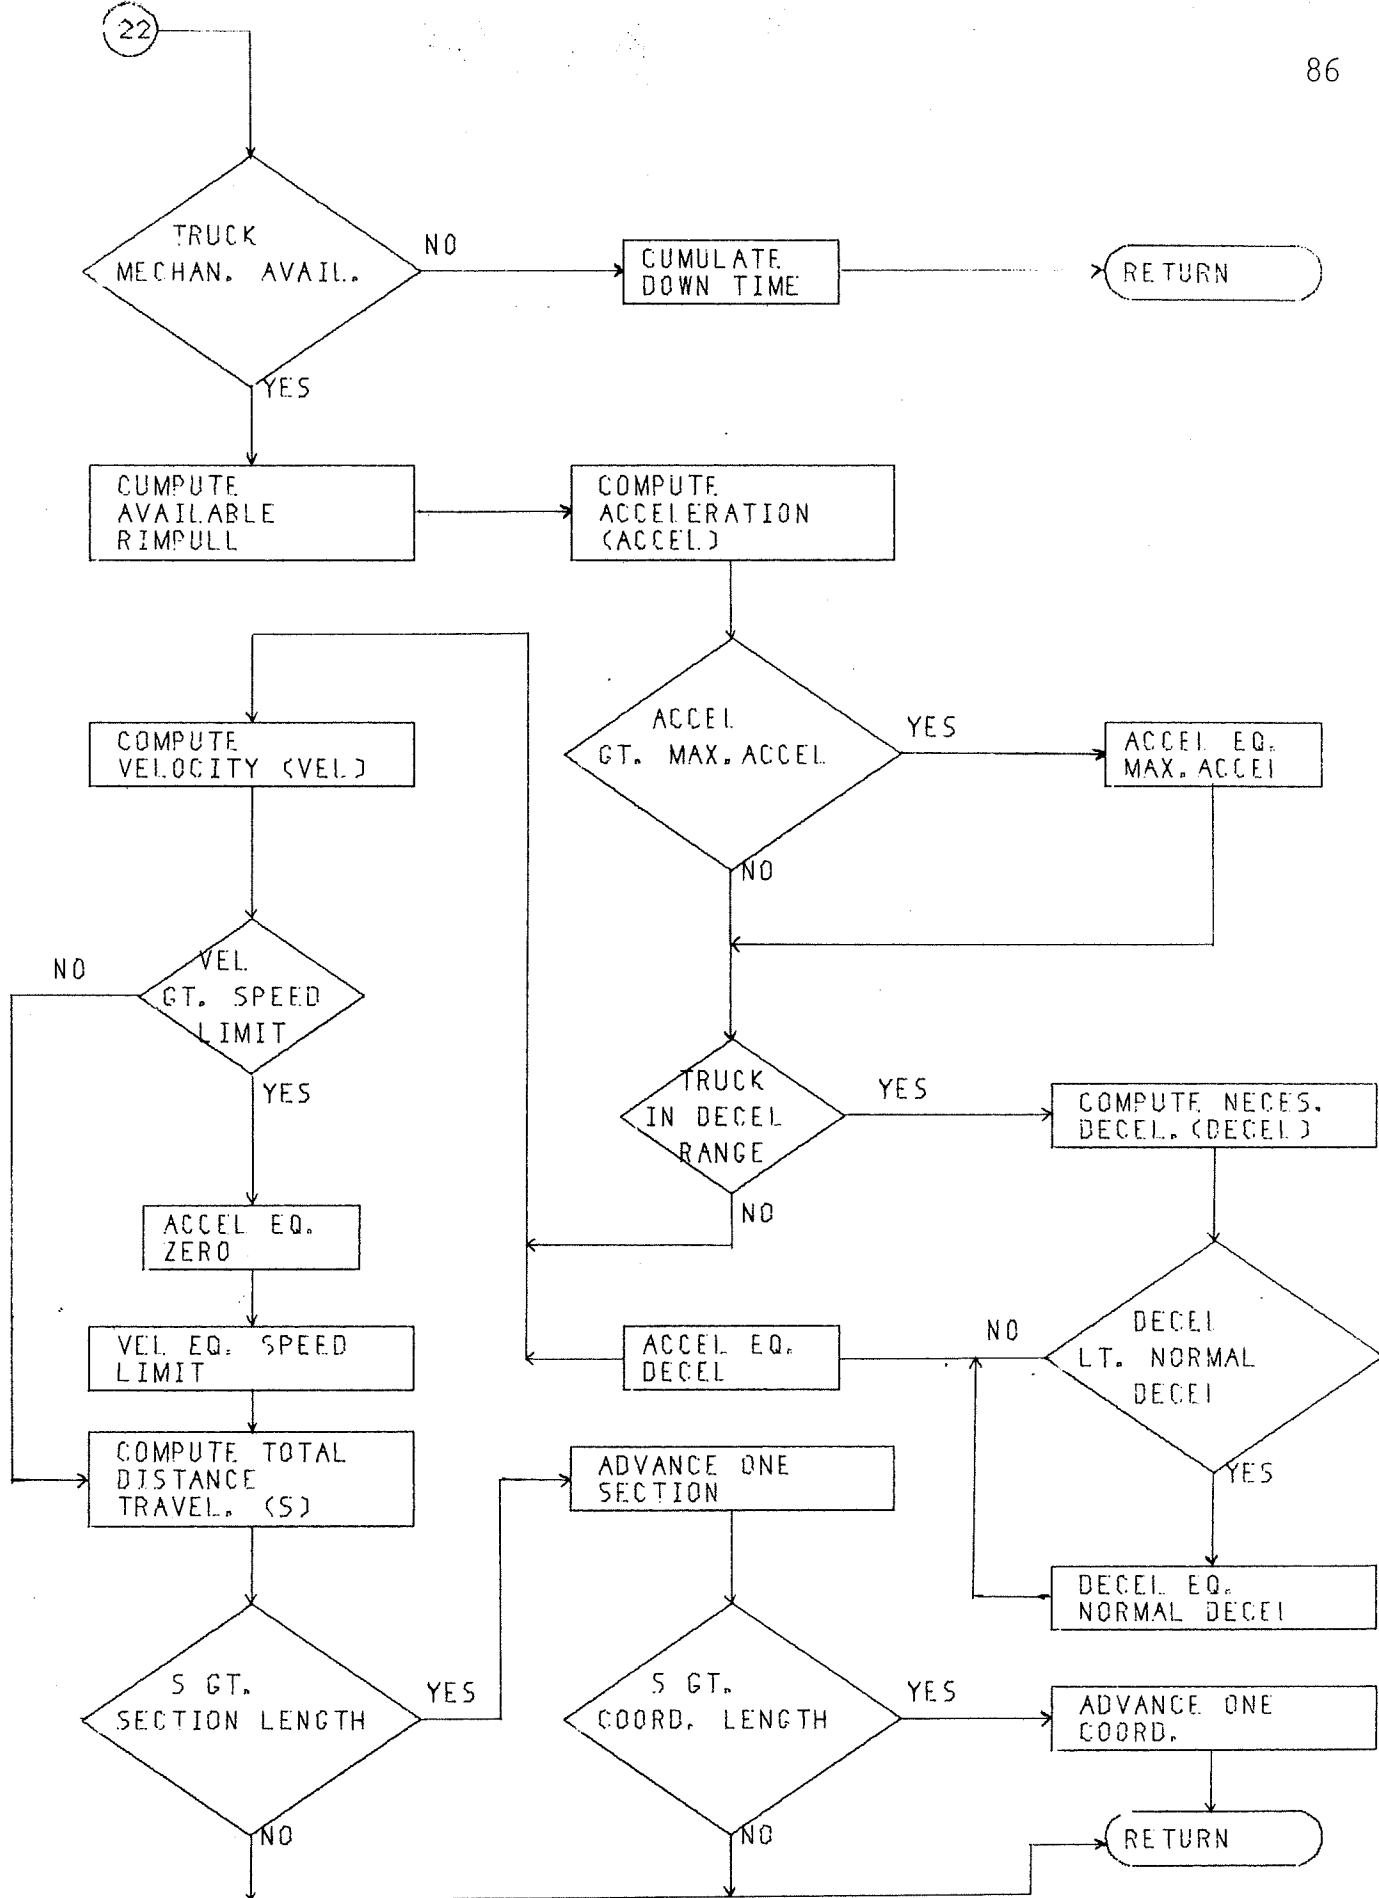 22
86
TRUCK
MECHAN. AVAIL.
NO
CUMULATE
DOWN TIME
RETURN
YES
CUMPUTE
AVAILABLE
RIMPULL
COMPUTE
ACCELERATION
(ACCEL)
COMPUTE
VELOCITY (VEL)
ACCEL
GT. MAX. ACCEL
YES
ACCEL EQ.
MAX. ACCEL
NO
VEL
GT. SPEED
LIMIT
NO
YES
TRUCK
IN DECEL
RANGE
YES
COMPUTE NECES.
DECEL. (DECEL)
NO
ACCEL EQ.
ZERO
VEL EQ. SPEED
LIMIT
ACCEL EQ.
DECEL
NO
DECEL
LT. NORMAL
DECEL
YES
COMPUTE TOTAL
DISTANCE
TRAVEL. (S)
ADVANCE ONE
SECTION
DECEL EQ.
NORMAL DECEL
S GT.
SECTION LENGTH
YES
S GT.
COORD. LENGTH
YES
ADVANCE ONE
COORD.
NO
NO
RETURN